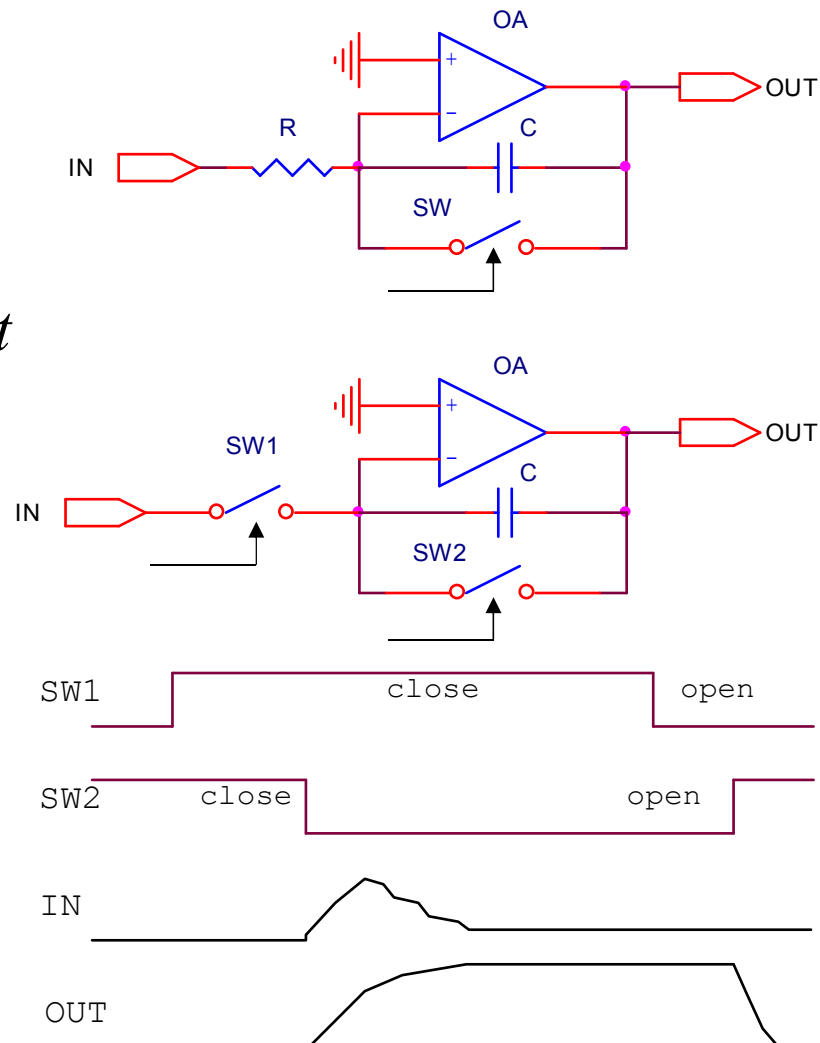 OA
+
OUT
−
R
C
IN
SW
t
OA
+
OUT
SW1
−
C
IN
SW2
SW1 close open
SW2 close open
IN
OUT